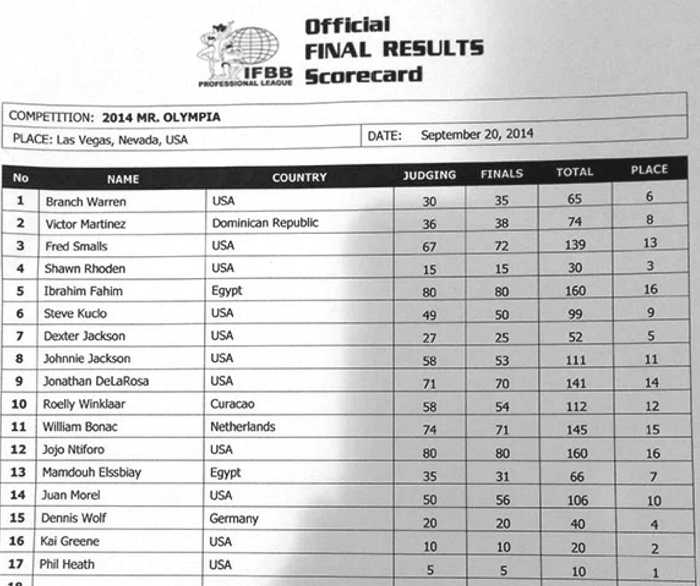 Official
FINAL RESULTS
Scorecard
IFBB
PROFESSIONAL LEAGUE
COMPETITION: 2014 MR. OLYMPIA
PLACE: Las Vegas, Nevada, USA DATE: September 20, 2014
No NAME COUNTRY JUDGING FINALS TOTAL PLACE
1 Branch Warren USA 30 35 65 6
2 Victor Martinez Dominican Republic 36 38 74 8
3 Fred Smalls USA 67 72 139 13
4 Shawn Rhoden USA 15 15 30 3
5 Ibrahim Fahim Egypt 80 80 160 16
6 Steve Kuclo USA 49 50 99 9
7 Dexter Jackson USA 27 25 52 5
8 Johnnie Jackson USA 58 53 111 11
9 Jonathan DeLaRosa USA 71 70 141 14
10 Roelly Winklaar Curacao 58 54 112 12
11 William Bonac Netherlands 74 71 145 15
12 Jojo Ntiforo USA 80 80 160 16
13 Mamdouh Elssbiay Egypt 35 31 66 7
14 Juan Morel USA 50 56 106 10
15 Dennis Wolf Germany 20 20 40 4
16 Kai Greene USA 10 10 20 2
17 Phil Heath USA 5 5 10 1